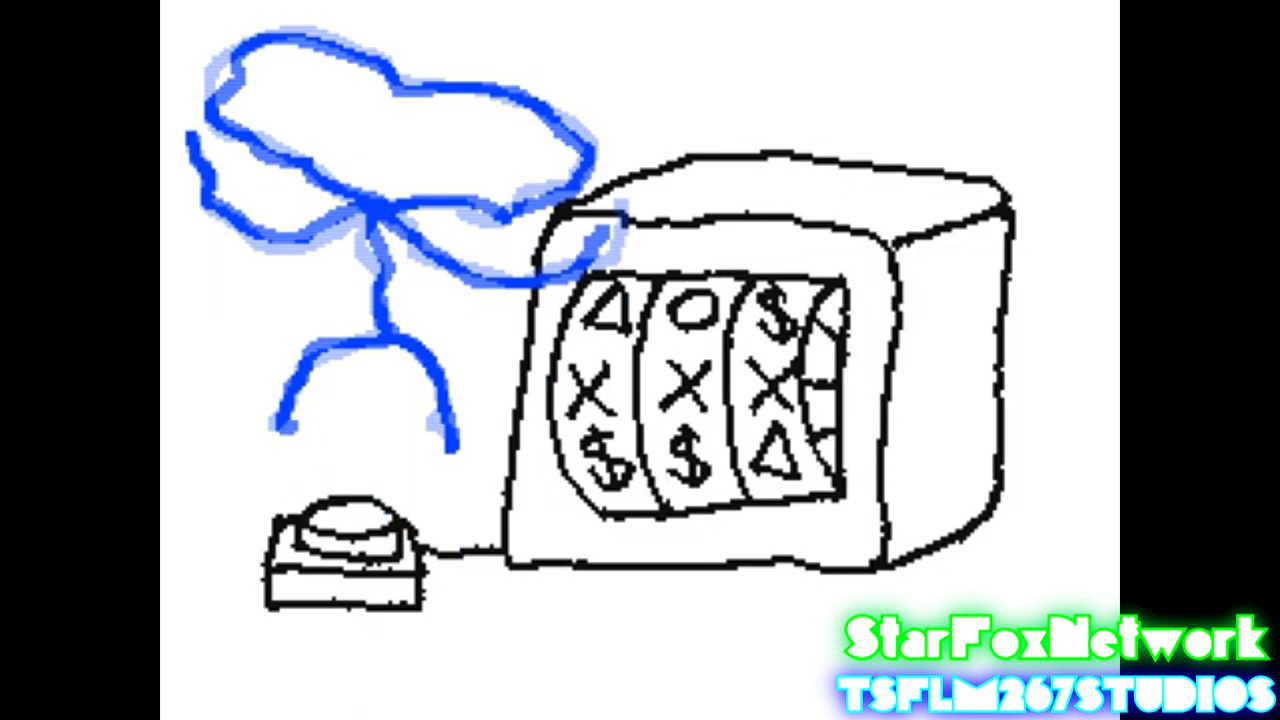 △ O $
X X X
$ $ △
StarFoxNetwork
TSFLM267STUDIOS